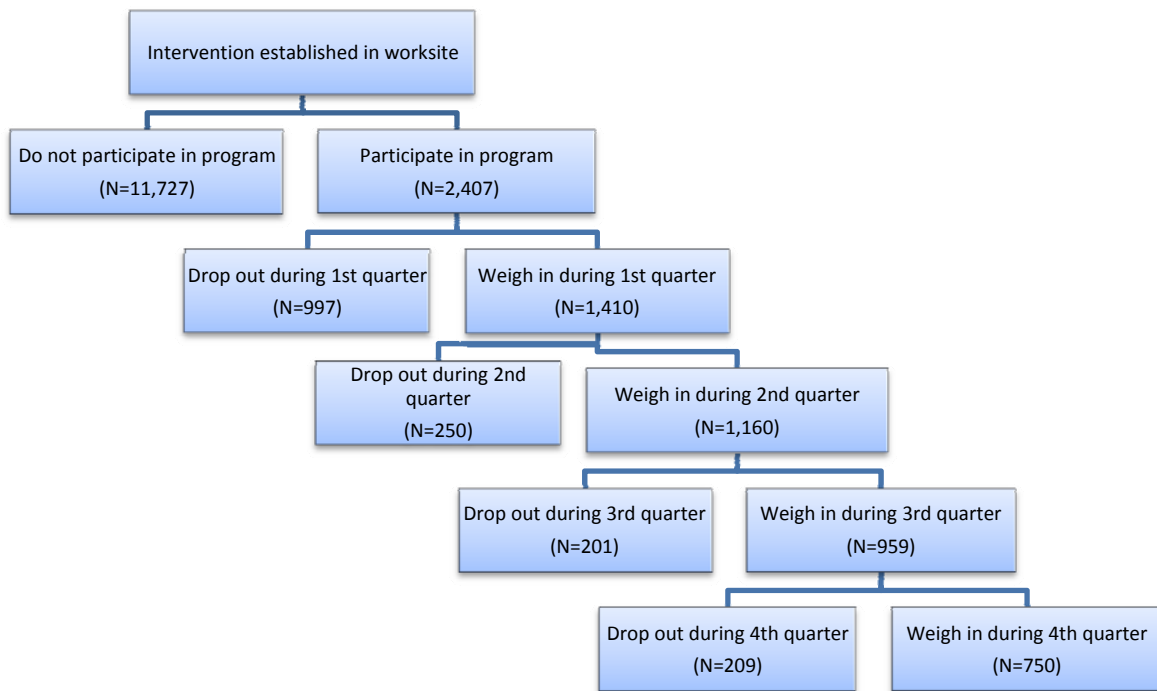 Intervention established in worksite
Do not participate in program
(N=11,727)
Participate in program
(N=2,407)
Drop out during 1st quarter
(N=997)
Weigh in during 1st quarter
(N=1,410)
Drop out during 2nd
quarter
(N=250)
Weigh in during 2nd quarter
(N=1,160)
Drop out during 3rd quarter
(N=201)
Weigh in during 3rd quarter
(N=959)
Drop out during 4th quarter
(N=209)
Weigh in during 4th quarter
(N=750)